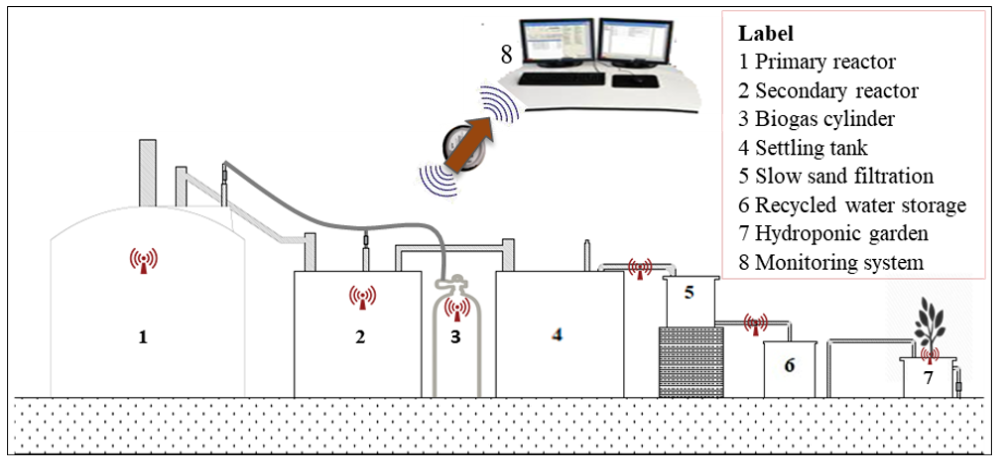 8
Label
1 Primary reactor
2 Secondary reactor
3 Biogas cylinder
4 Settling tank
5 Slow sand filtration
6 Recycled water storage
7 Hydroponic garden
8 Monitoring system
1
2
3
4
5
6
7